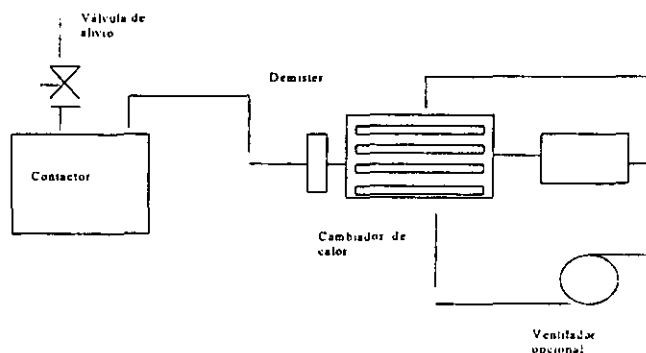 Válvula de
alivio
Demister
Contactor
Cambiador de
calor
Ventilador
opcional